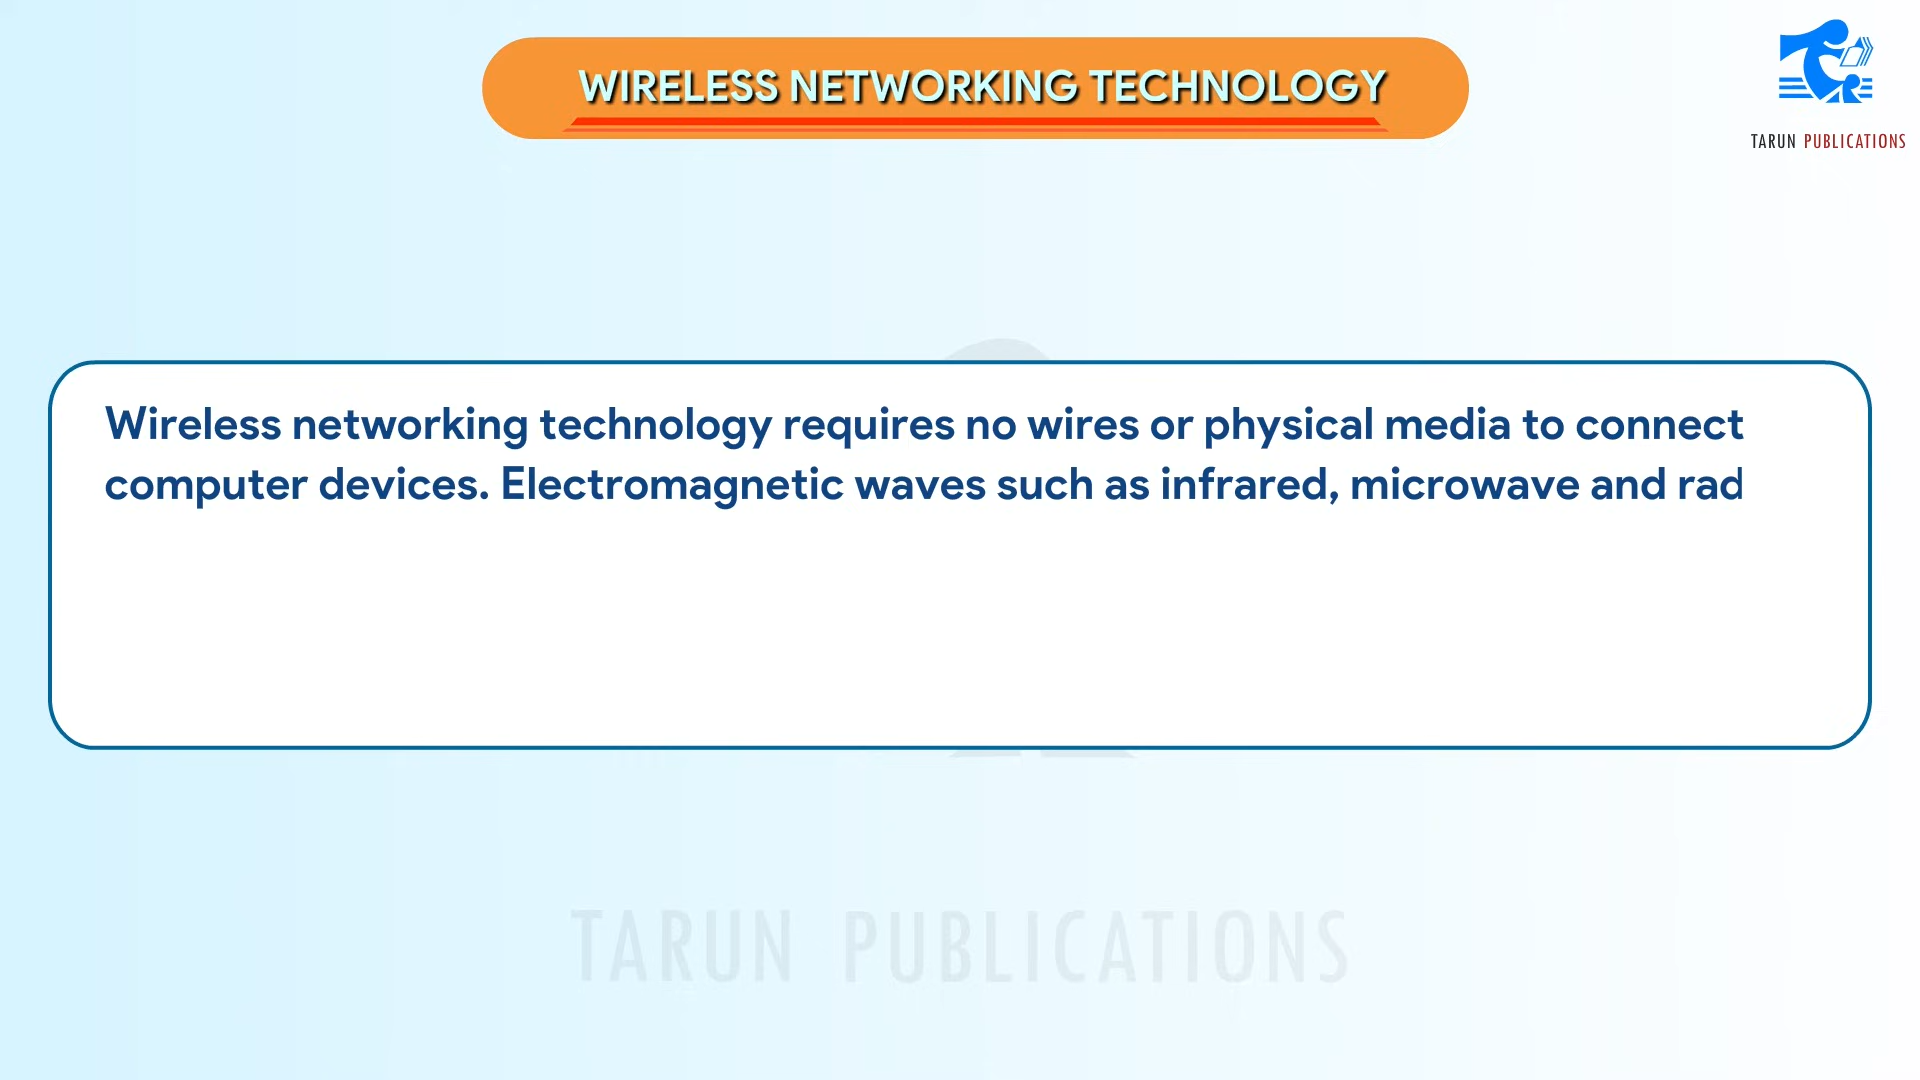 WIRELESS NETWORKING TECHNOLOGY
TARUN PUBLICATIONS
Wireless networking technology requires no wires or physical media to connect
computer devices. Electromagnetic waves such as infrared, microwave and rad
TARUN PUBLICATIONS